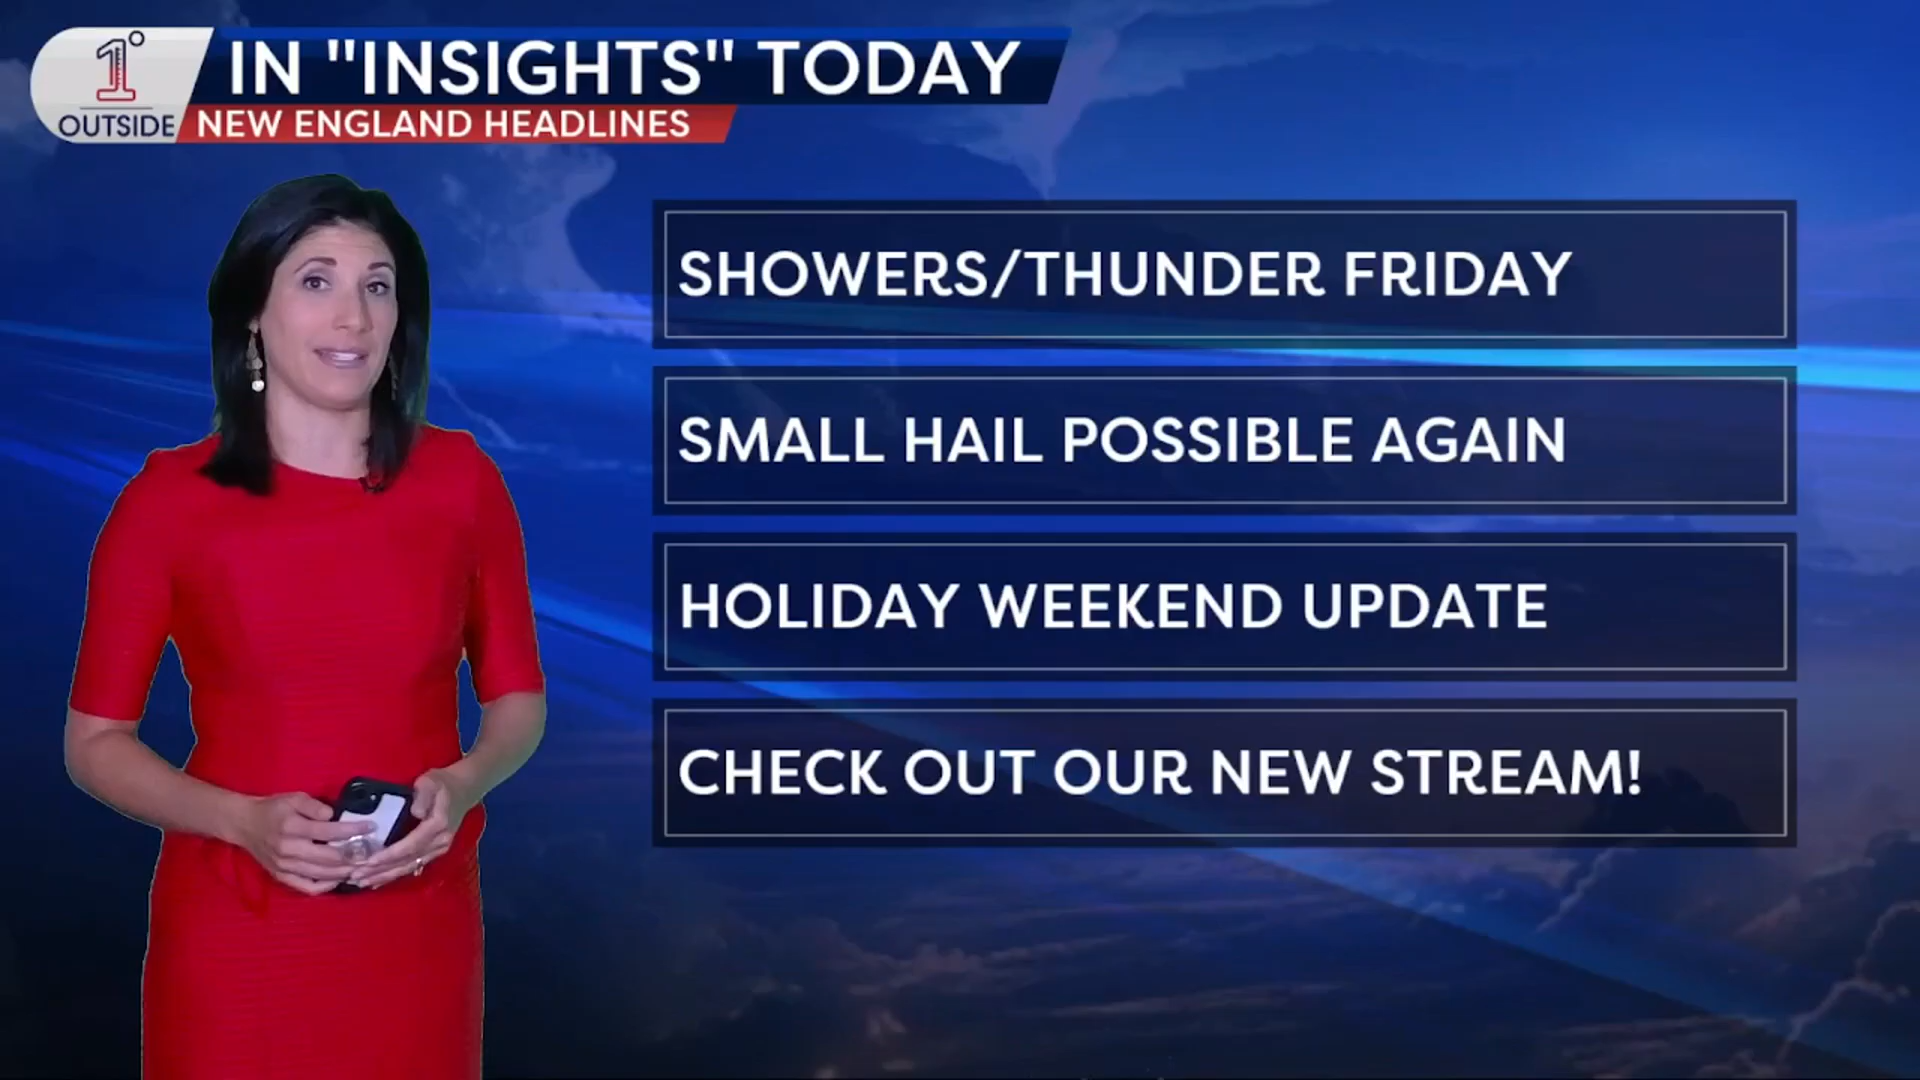 1°
OUTSIDE
IN "INSIGHTS" TODAY
NEW ENGLAND HEADLINES
SHOWERS/THUNDER FRIDAY
SMALL HAIL POSSIBLE AGAIN
HOLIDAY WEEKEND UPDATE
CHECK OUT OUR NEW STREAM!